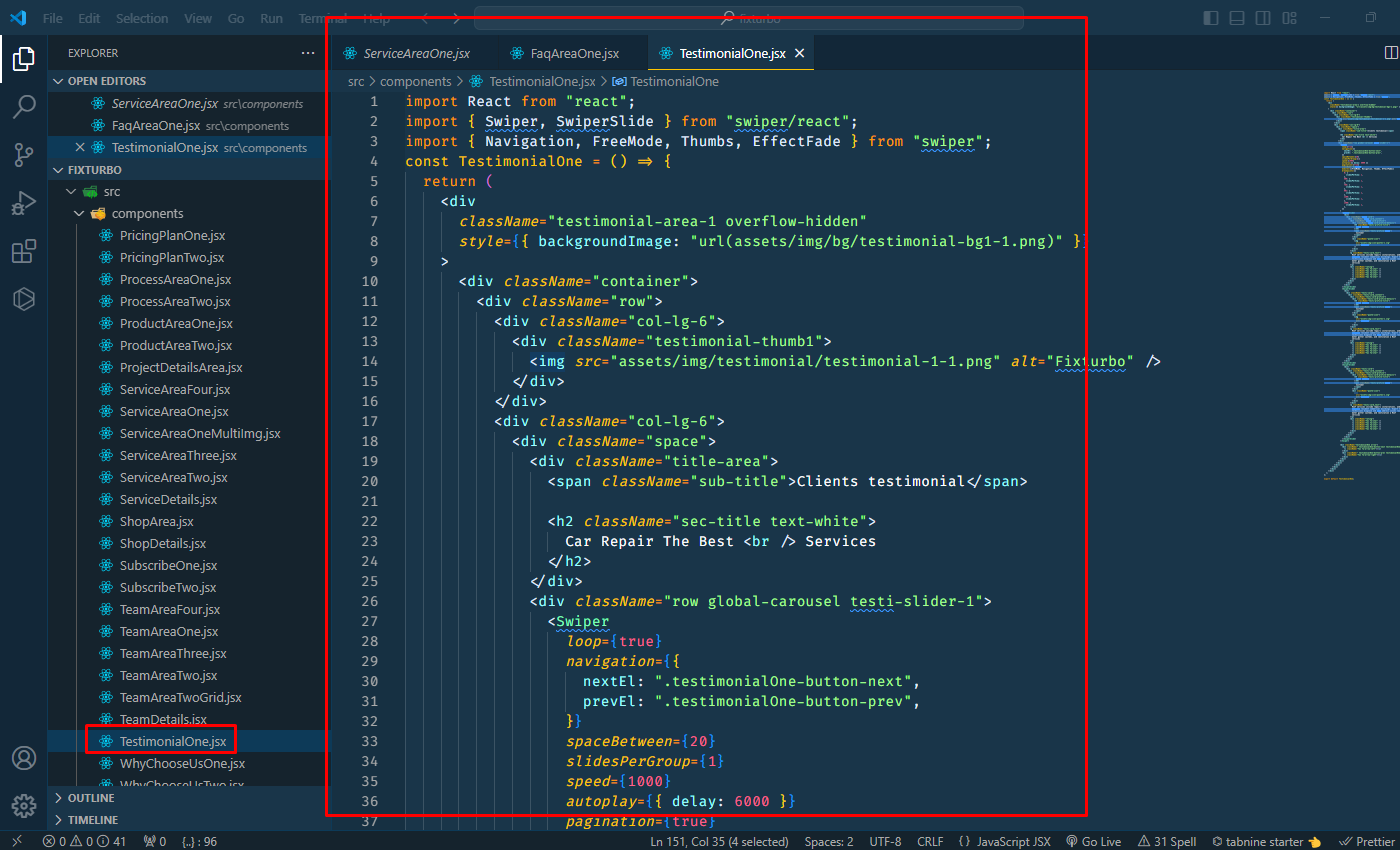 File Edit Selection View Go Run Terminal Help
fixturbo
EXPLORER
OPEN EDITORS
ServiceAreaOne.jsx src\components
FaqAreaOne.jsx src\components
TestimonialOne.jsx src\components
FIXTURBO
src
components
PricingPlanOne.jsx
PricingPlanTwo.jsx
ProcessAreaOne.jsx
ProcessAreaTwo.jsx
ProductAreaOne.jsx
ProductAreaTwo.jsx
ProjectDetailsArea.jsx
ServiceAreaFour.jsx
ServiceAreaOne.jsx
ServiceAreaOneMultiImg.jsx
ServiceAreaThree.jsx
ServiceAreaTwo.jsx
ServiceDetails.jsx
ShopArea.jsx
ShopDetails.jsx
SubscribeOne.jsx
SubscribeTwo.jsx
TeamAreaFour.jsx
TeamAreaOne.jsx
TeamAreaThree.jsx
TeamAreaTwo.jsx
TeamAreaTwoGrid.jsx
TeamDetails.jsx
TestimonialOne.jsx
WhyChooseUsOne.jsx
WhyChooseUsTwo.jsx
OUTLINE
TIMELINE
ServiceAreaOne.jsx FaqAreaOne.jsx TestimonialOne.jsx
src > components > TestimonialOne.jsx > TestimonialOne
1 import React from "react";
2 import { Swiper, SwiperSlide } from "swiper/react";
3 import { Navigation, FreeMode, Thumbs, EffectFade } from "swiper";
4 const TestimonialOne = () => {
5 return (
6 <div
7 className="testimonial-area-1 overflow-hidden"
8 style={{ backgroundImage: "url(assets/img/bg/testimonial-bg1-1.png)" }}
9 >
10 <div className="container">
11 <div className="row">
12 <div className="col-lg-6">
13 <div className="testimonial-thumb1">
14 <img src="assets/img/testimonial/testimonial-1-1.png" alt="Fixturbo" />
15 </div>
16 </div>
17 <div className="col-lg-6">
18 <div className="space">
19 <div className="title-area">
20 <span className="sub-title">Clients testimonial</span>
21
22 <h2 className="sec-title text-white">
23 Car Repair The Best <br /> Services
24 </h2>
25 </div>
26 <div className="row global-carousel testi-slider-1">
27 <Swiper
28 loop={true}
29 navigation={{
30 nextEl: ".testimonialOne-button-next",
31 prevEl: ".testimonialOne-button-prev",
32 }}
33 spaceBetween={20}
34 slidesPerGroup={1}
35 speed={1000}
36 autoplay={{ delay: 6000 }}
37 pagination={true}
0 0 41 0 {..} : 96 Ln 151, Col 35 (4 selected) Spaces: 2 UTF-8 CRLF {} JavaScript JSX Go Live 31 Spell tabnine starter Prettier